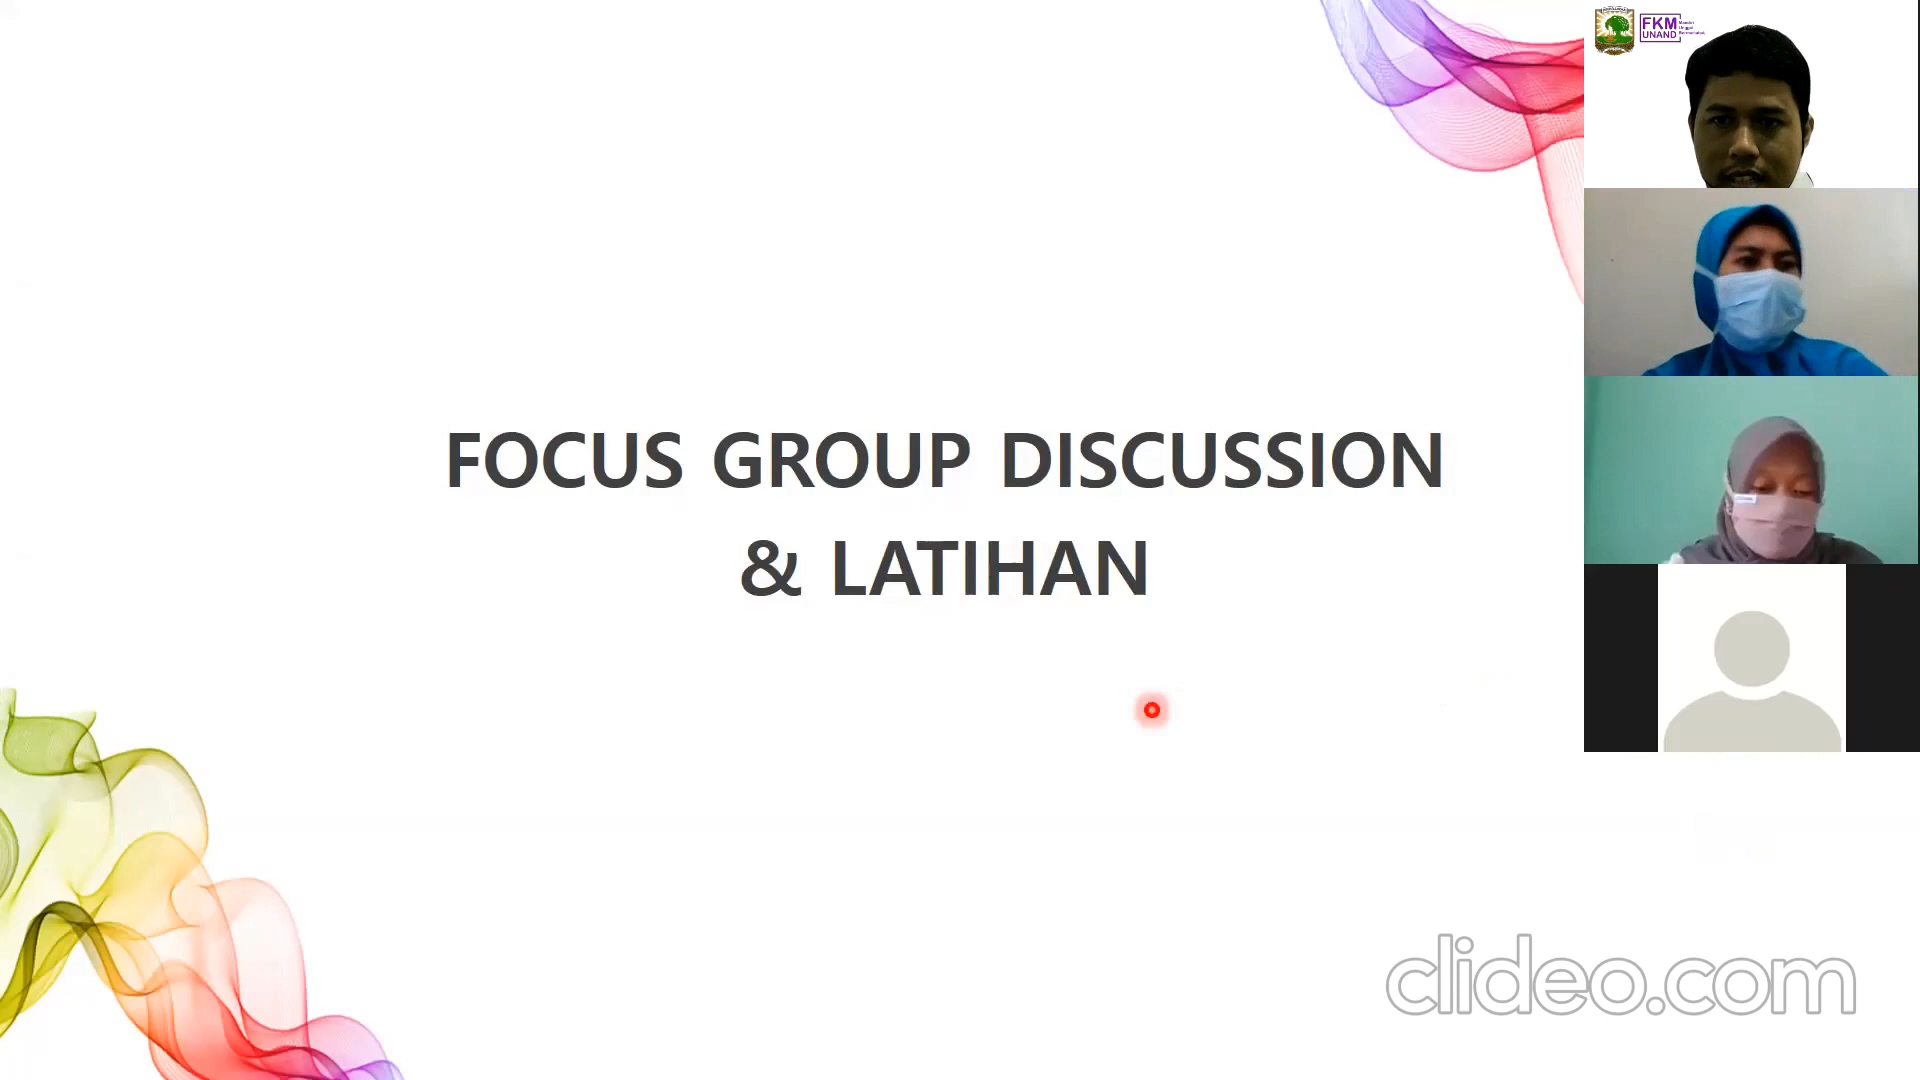 FOCUS GROUP DISCUSSION
& LATIHAN
FKM
UNAND
clideo.com